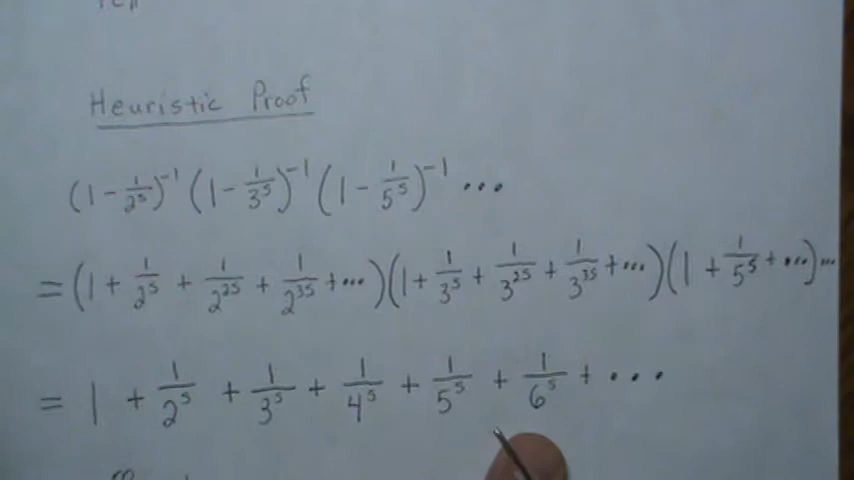 Heuristic Proof
(1 - 1/2^s)^-1 (1 - 1/3^s)^-1 (1 - 1/5^s)^-1 ...
= (1 + 1/2^s + 1/2^2s + 1/2^3s + ...)(1 + 1/3^s + 1/3^2s + 1/3^3s + ...)(1 + 1/5^s + ...)...
= 1 + 1/2^s + 1/3^s + 1/4^s + 1/5^s + 1/6^s + ...